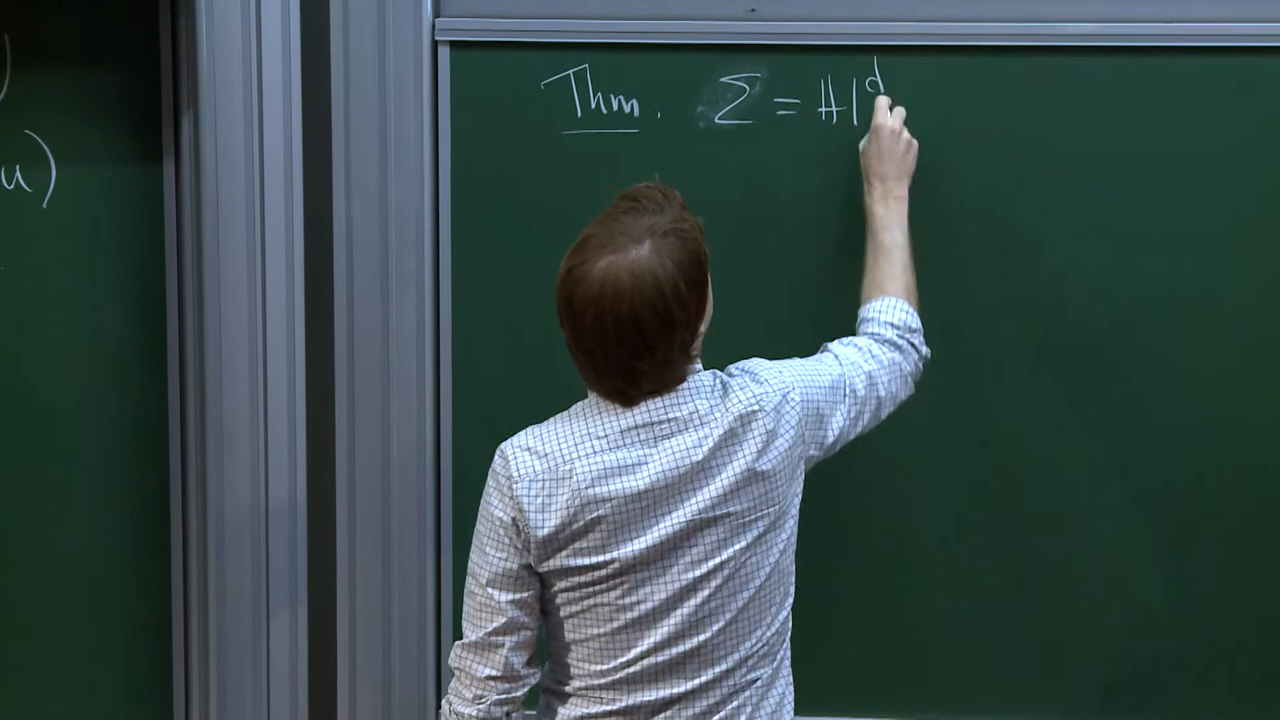 )
u)
Thm. Σ = ℍ^d